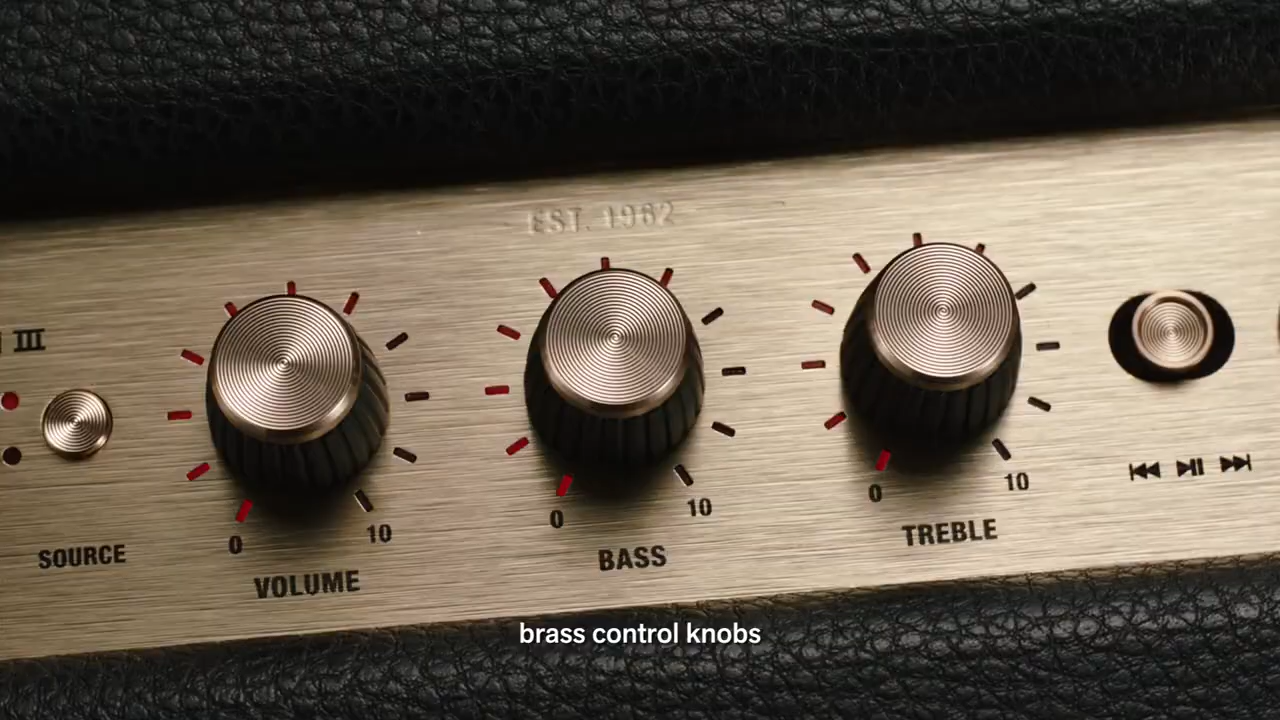 EST. 1962
III
SOURCE
0
10
VOLUME
0
10
BASS
0
10
TREBLE
brass control knobs